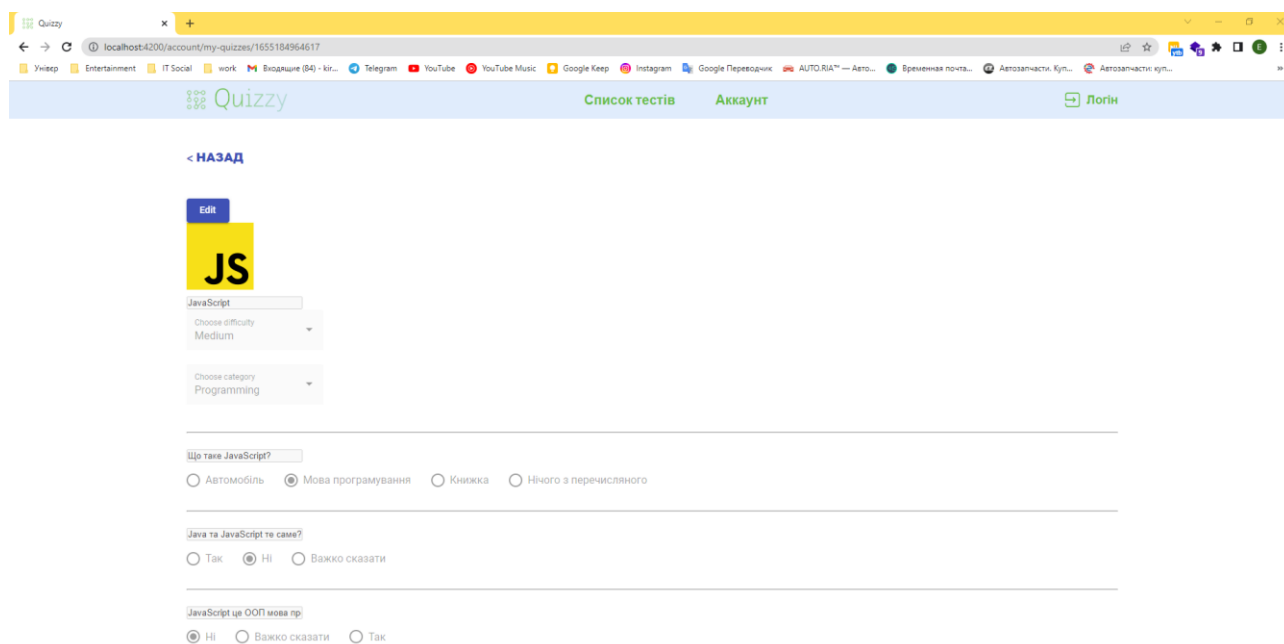 Quizzy
localhost:4200/account/my-quizzes/1655184964617
Універ Entertainment IT Social work Входящие (84) - kir... Telegram YouTube YouTube Music Google Keep Instagram Google Переводчик AUTO.RIA™ — Авто... Временная почта... Автозапчасти. Куп... Автозапчасти: куп...
Quizzy Список тестів Аккаунт Логін
< НАЗАД
Edit
JS
JavaScript
Choose difficulty
Medium
Choose category
Programming
Що таке JavaScript?
Автомобіль Мова програмування Книжка Нічого з перечисляного
Java та JavaScript те саме?
Так Ні Важко сказати
JavaScript це ООП мова пр
Ні Важко сказати Так